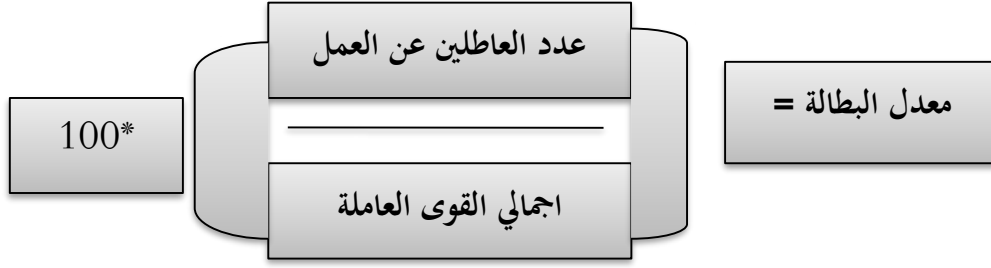 معدل البطالة =
عدد العاطلين عن العمل
اجمالي القوى العاملة
100*